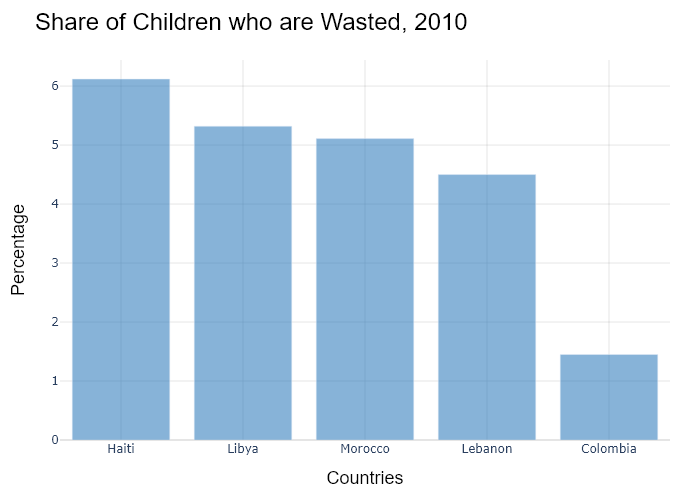 Share of Children who are Wasted, 2010
Percentage
6
5
4
3
2
1
0
Haiti Libya Morocco Lebanon Colombia
Countries